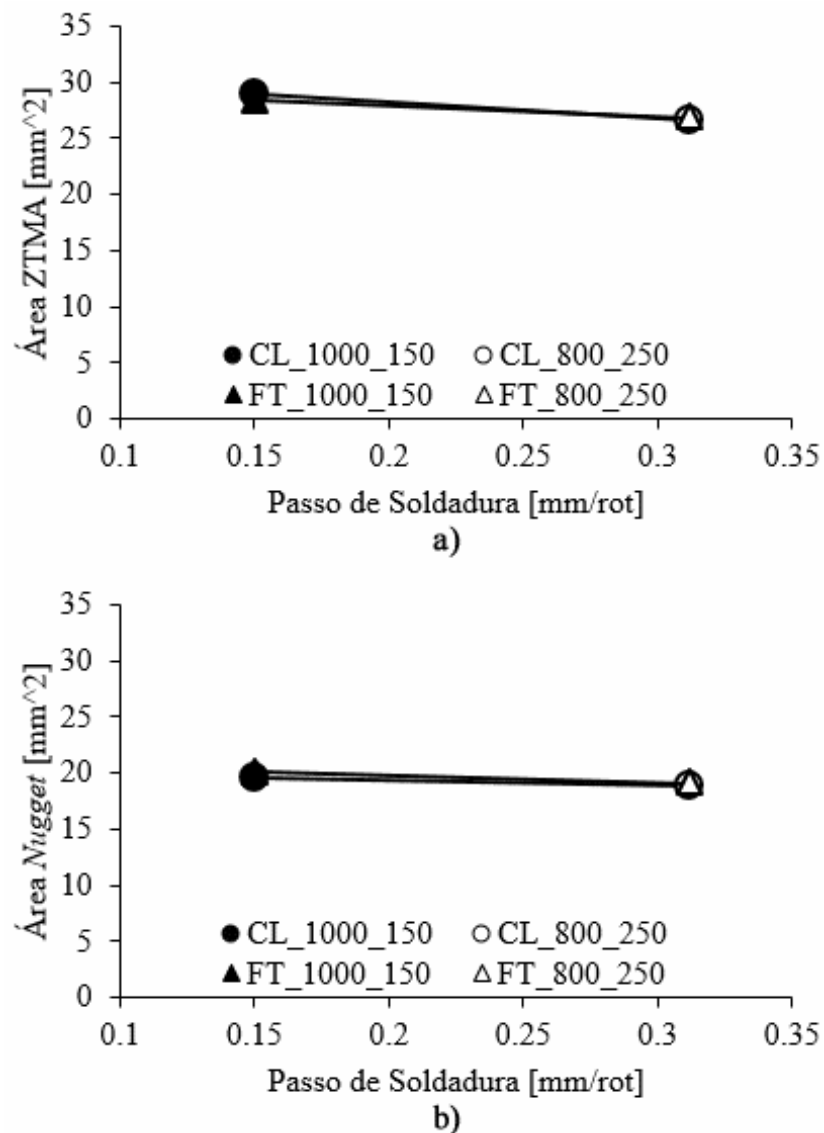 35
30
25
20
15
10
5
0
Área ZTMA [mm^2]
CL_1000_150 CL_800_250
FT_1000_150 FT_800_250
0.1 0.15 0.2 0.25 0.3 0.35
Passo de Soldadura [mm/rot]
a)
35
30
25
20
15
10
5
0
Área Nugget [mm^2]
CL_1000_150 CL_800_250
FT_1000_150 FT_800_250
0.1 0.15 0.2 0.25 0.3 0.35
Passo de Soldadura [mm/rot]
b)